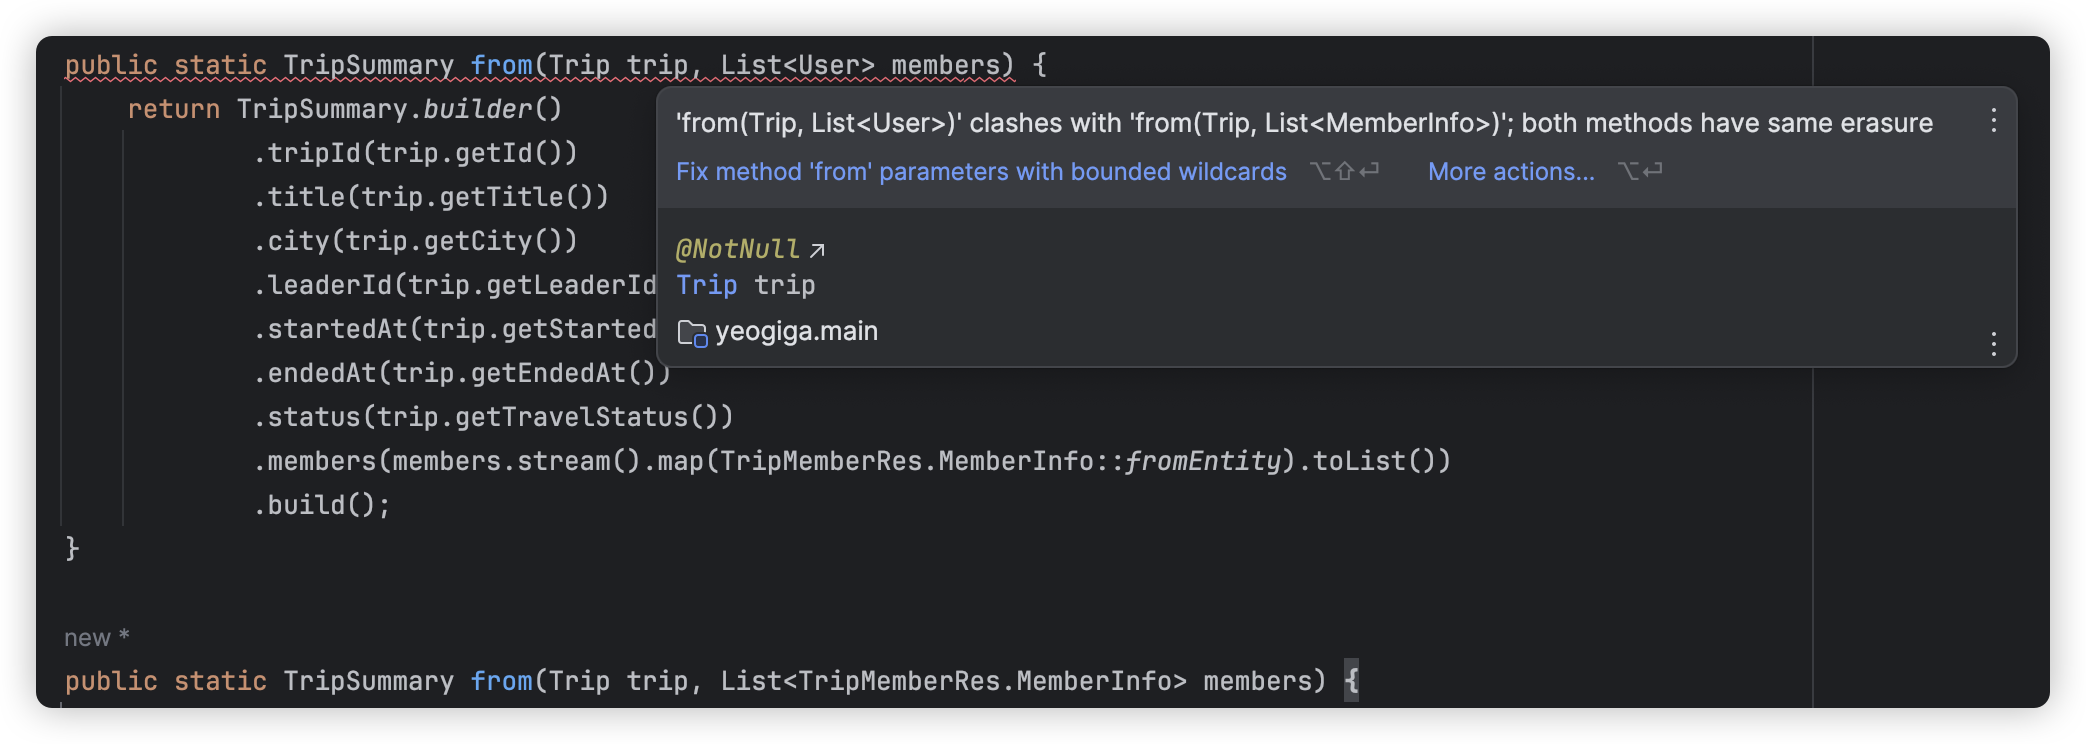 public static TripSummary from(Trip trip, List<User> members) {
return TripSummary.builder()
'from(Trip, List<User>)' clashes with 'from(Trip, List<MemberInfo>)'; both methods have same erasure
.tripId(trip.getId())
Fix method 'from' parameters with bounded wildcards ⌥⇧⏎ More actions... ⌥⏎
.title(trip.getTitle())
.city(trip.getCity())
@NotNull↗
.leaderId(trip.getLeaderId
Trip trip
.startedAt(trip.getStarted
yeogiga.main
.endedAt(trip.getEndedAt())
.status(trip.getTravelStatus())
.members(members.stream().map(TripMemberRes.MemberInfo::fromEntity).toList())
.build();
}
new *
public static TripSummary from(Trip trip, List<TripMemberRes.MemberInfo> members) {